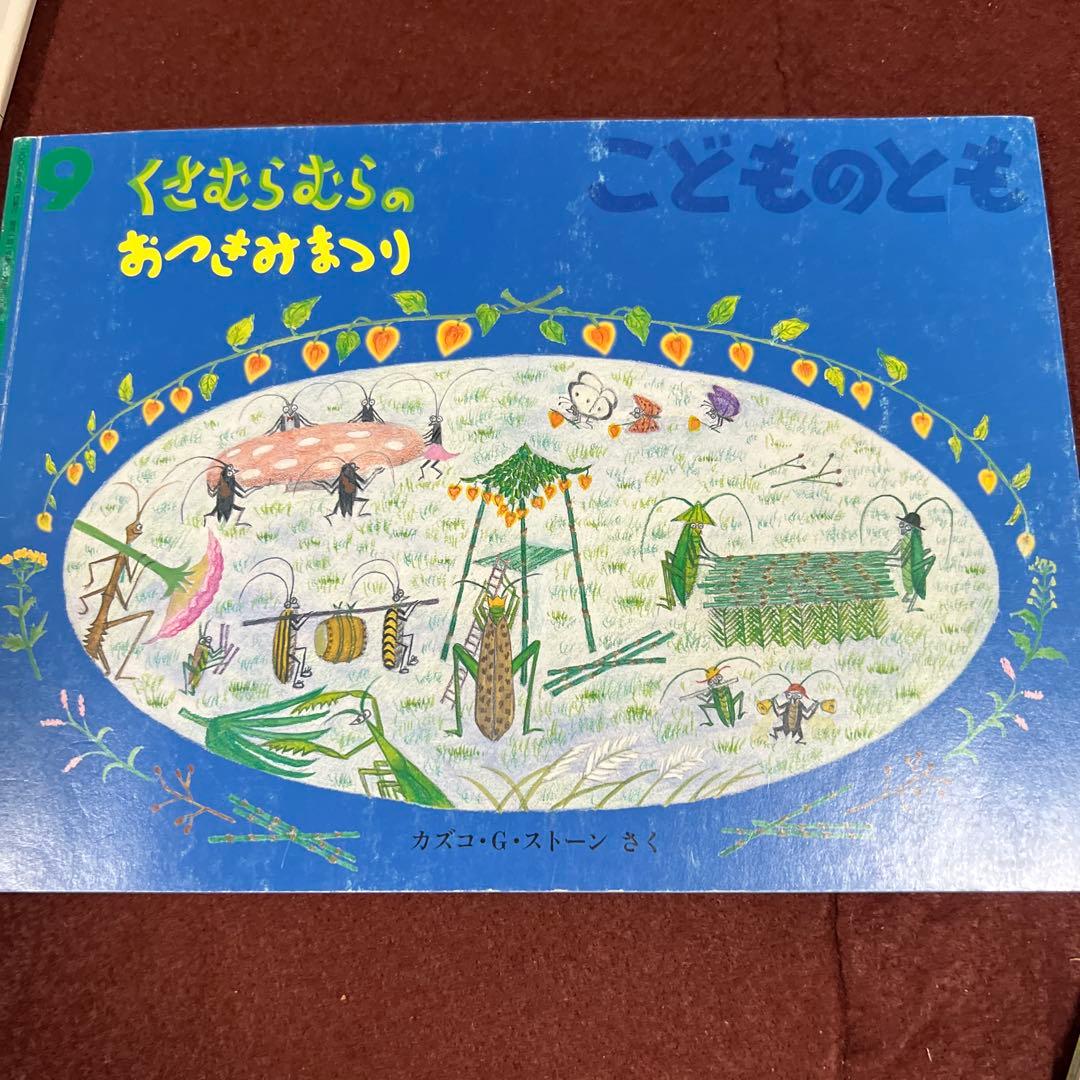 9
こどものとも
くさむらむらの
おつきみまつり
カズコ・G・ストーン さく